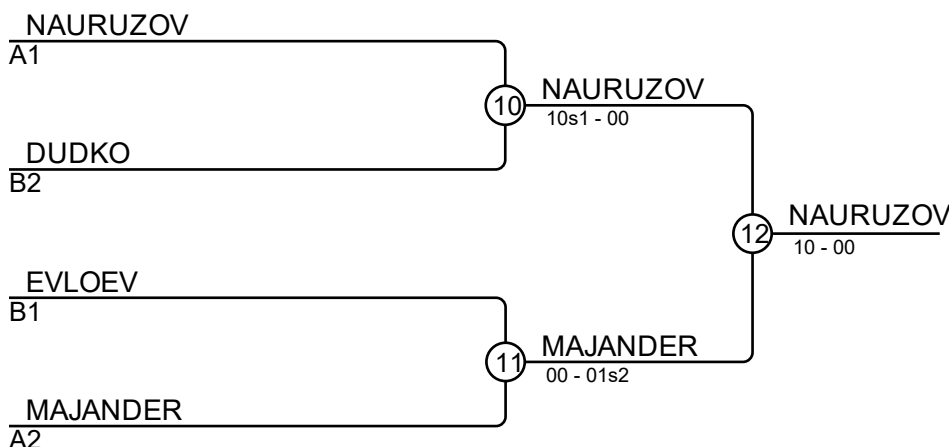 NAURUZOV
A1
10
NAURUZOV
10s1 - 00
DUDKO
B2
12
NAURUZOV
10 - 00
EVLOEV
B1
11
MAJANDER
00 - 01s2
MAJANDER
A2